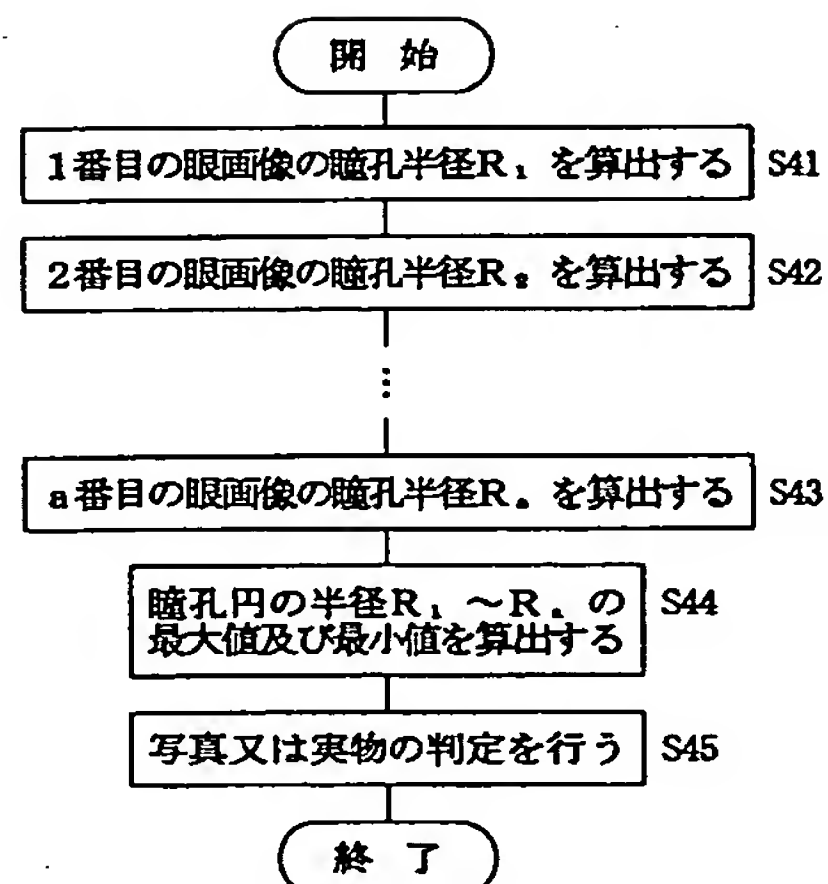 開 始
1番目の眼画像の瞳孔半径R₁ を算出する S41
2番目の眼画像の瞳孔半径R₂ を算出する S42
⋮
a番目の眼画像の瞳孔半径Rₐ を算出する S43
瞳孔円の半径R₁ ～Rₐ の S44
最大値及び最小値を算出する
写真又は実物の判定を行う S45
終 了